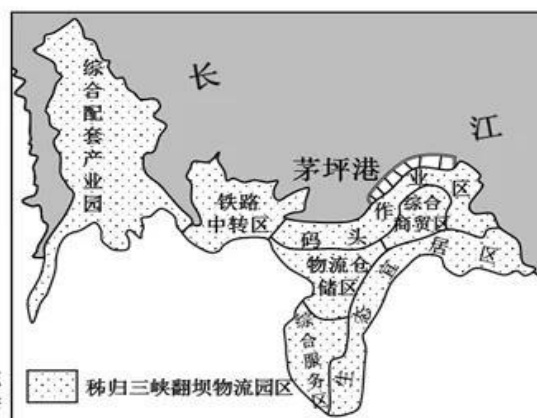 长江
综合配套产业园
茅坪港
铁路
中转区
码头作业区
综合
商贸区
物流仓
储区
生态宜居区
综合服务区
秭归三峡翻坝物流园区